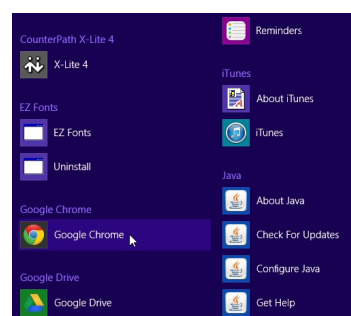 CounterPath X-Lite 4
X-Lite 4
EZ Fonts
EZ Fonts
Uninstall
Google Chrome
Google Chrome
Google Drive
Google Drive
Reminders
iTunes
About iTunes
iTunes
Java
About Java
Check For Updates
Configure Java
Get Help